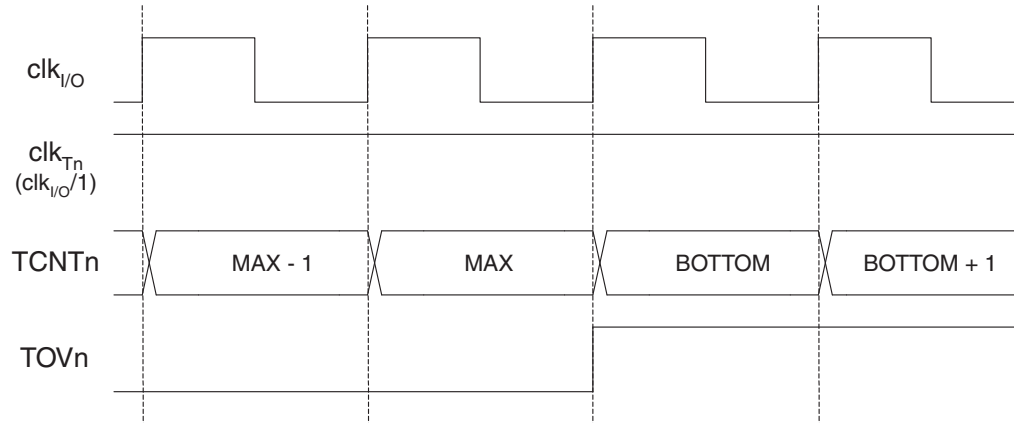 clkI/O
clkTn
(clkI/O/1)
TCNTn
MAX - 1
MAX
BOTTOM
BOTTOM + 1
TOVn